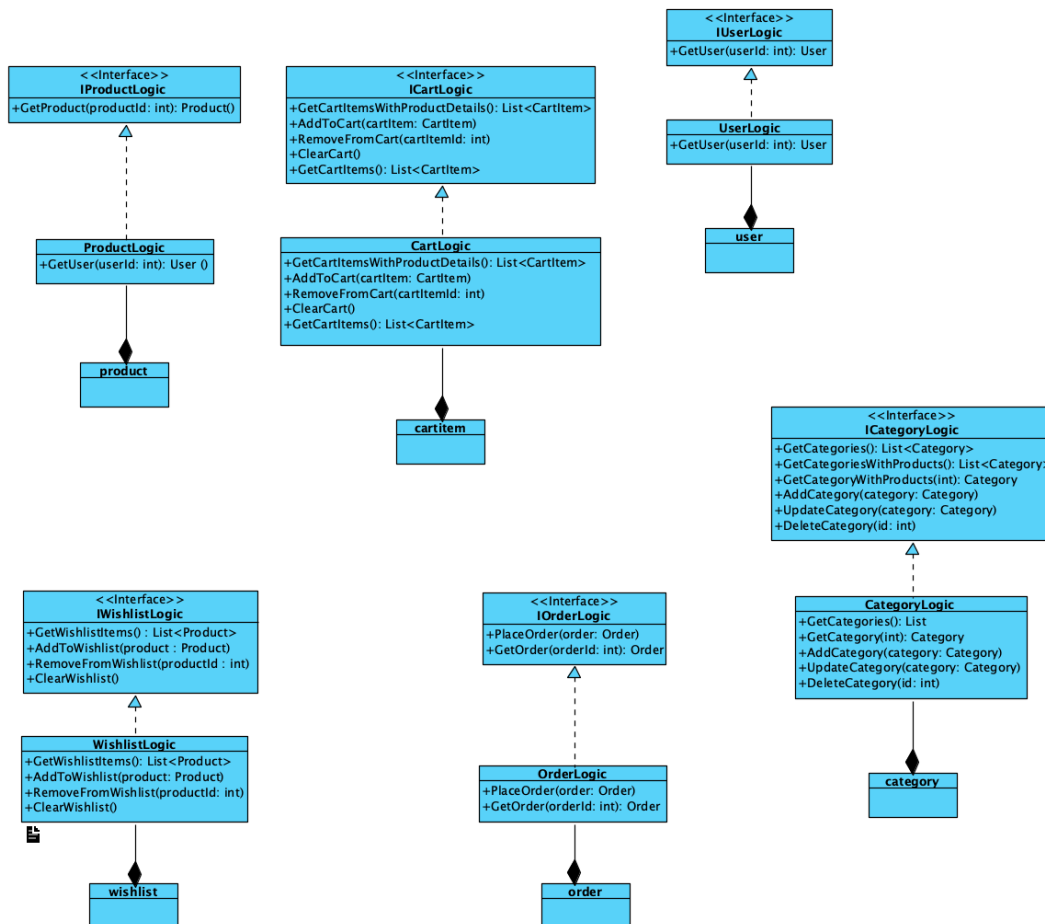 <<Interface>>
IUserLogic
+GetUser(userId: int): User
UserLogic
+GetUser(userId: int): User
user
<<Interface>>
IProductLogic
+GetProduct(productId: int): Product()
ProductLogic
+GetUser(userId: int): User ()
product
<<Interface>>
ICartLogic
+GetCartItemsWithProductDetails(): List<CartItem>
+AddToCart(cartItem: CartItem)
+RemoveFromCart(cartItemId: int)
+ClearCart()
+GetCartItems(): List<CartItem>
CartLogic
+GetCartItemsWithProductDetails(): List<CartItem>
+AddToCart(cartItem: CartItem)
+RemoveFromCart(cartItemId: int)
+ClearCart()
+GetCartItems(): List<CartItem>
cartitem
<<Interface>>
ICategoryLogic
+GetCategories(): List<Category>
+GetCategoriesWithProducts(): List<Category>
+GetCategoryWithProducts(int): Category
+AddCategory(category: Category)
+UpdateCategory(category: Category)
+DeleteCategory(id: int)
CategoryLogic
+GetCategories(): List
+GetCategory(int): Category
+AddCategory(category: Category)
+UpdateCategory(category: Category)
+DeleteCategory(id: int)
category
<<Interface>>
IWishlistLogic
+GetWishlistItems() : List<Product>
+AddToWishlist(product : Product)
+RemoveFromWishlist(productId : int)
+ClearWishlist()
WishlistLogic
+GetWishlistItems(): List<Product>
+AddToWishlist(product: Product)
+RemoveFromWishlist(productId: int)
+ClearWishlist()
wishlist
<<Interface>>
IOrderLogic
+PlaceOrder(order: Order)
+GetOrder(orderId: int): Order
OrderLogic
+PlaceOrder(order: Order)
+GetOrder(orderId: int): Order
order